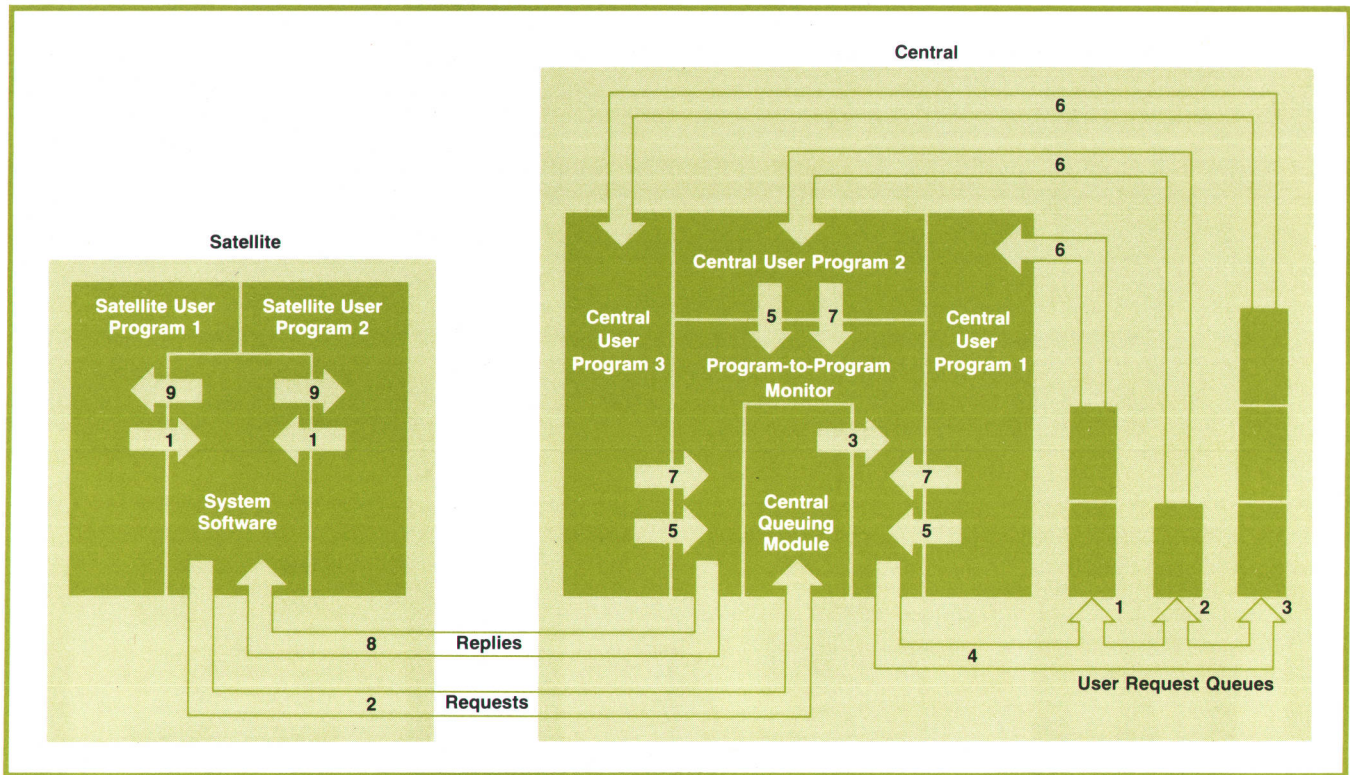 Central
6
6
Satellite
6
Central User Program 2
Satellite User
Program 1
Satellite User
Program 2
5
7
Central
User
Program 3
Central
User
Program 1
Program-to-Program
Monitor
9
9
1
1
3
7
7
System
Software
Central
Queuing
Module
5
5
1
2
3
8
Replies
4
User Request Queues
2
Requests